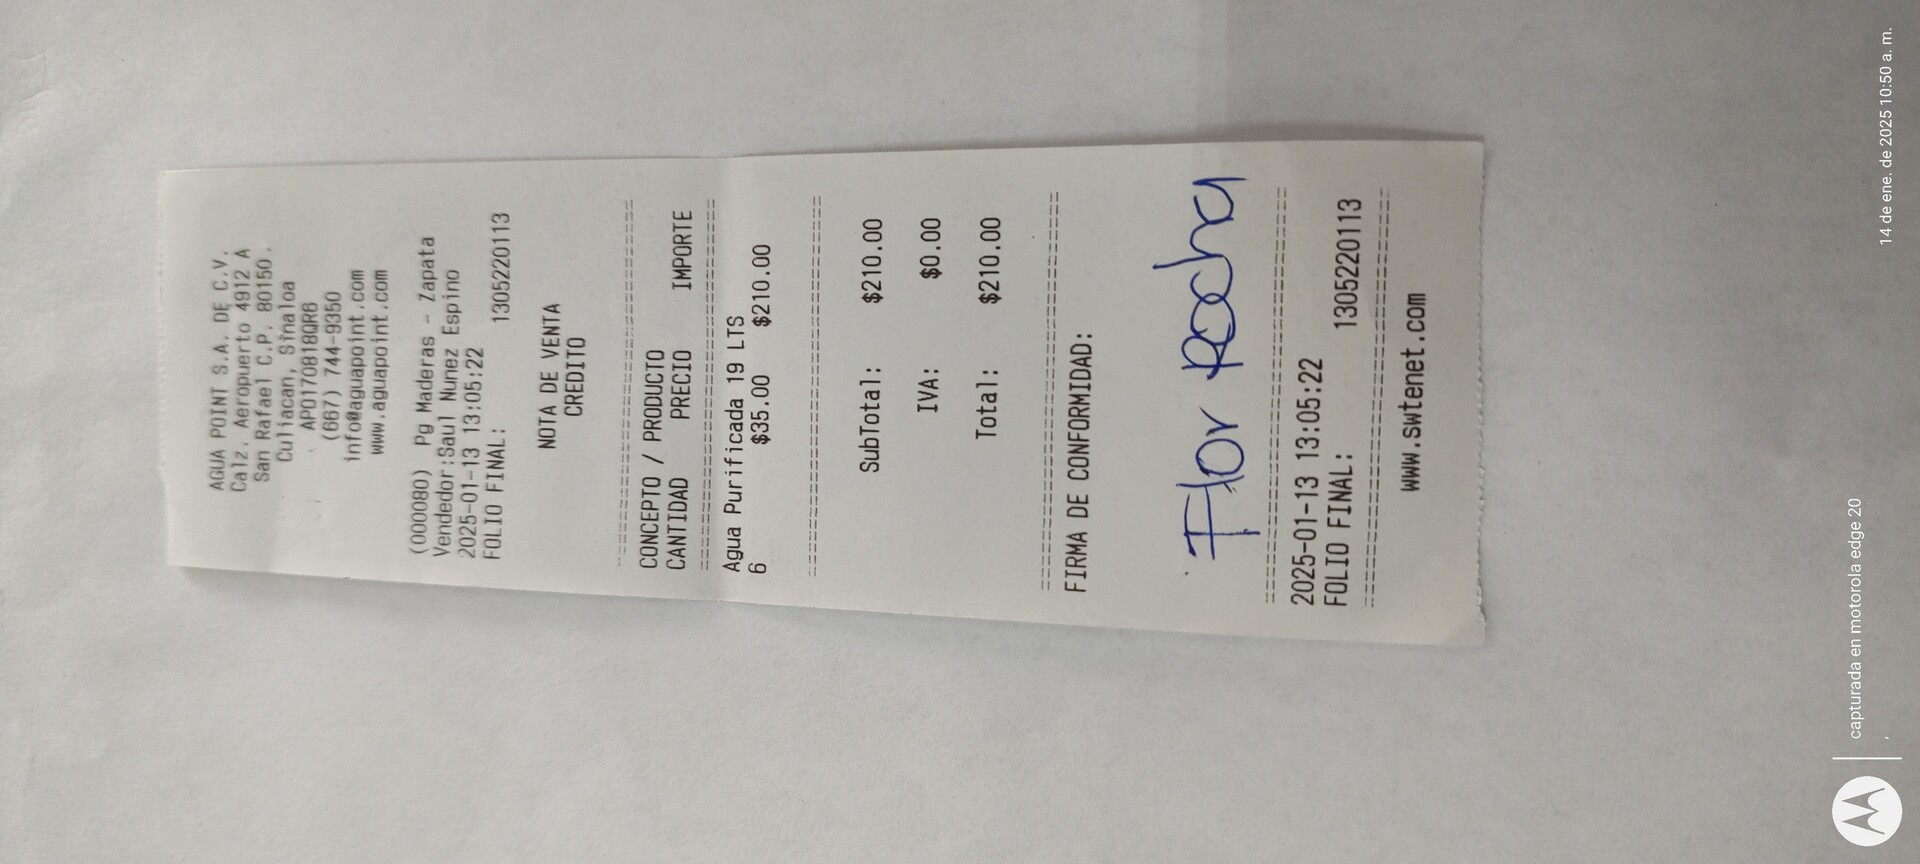 AGUA POINT S.A. DE C.V.
Calz. Aeropuerto 4912 A
San Rafael C.P. 80150.
Culiacan, Sinaloa
APO170818QR6
(667) 744-9350
info@aguapoint.com
www.aguapoint.com
(000080) Pg Maderas - Zapata
Vendedor:Saul Nunez Espino
2025-01-13 13:05:22
FOLIO FINAL: 1305220113
NOTA DE VENTA
CREDITO
CONCEPTO / PRODUCTO
CANTIDAD PRECIO IMPORTE
Agua Purificada 19 LTS
6 $35.00 $210.00
SubTotal: $210.00
IVA: $0.00
Total: $210.00
FIRMA DE CONFORMIDAD:
Flor Rocha
2025-01-13 13:05:22
FOLIO FINAL: 1305220113
www.swtenet.com
capturada en motorola edge 20
14 de ene. de 2025 10:50 a. m.